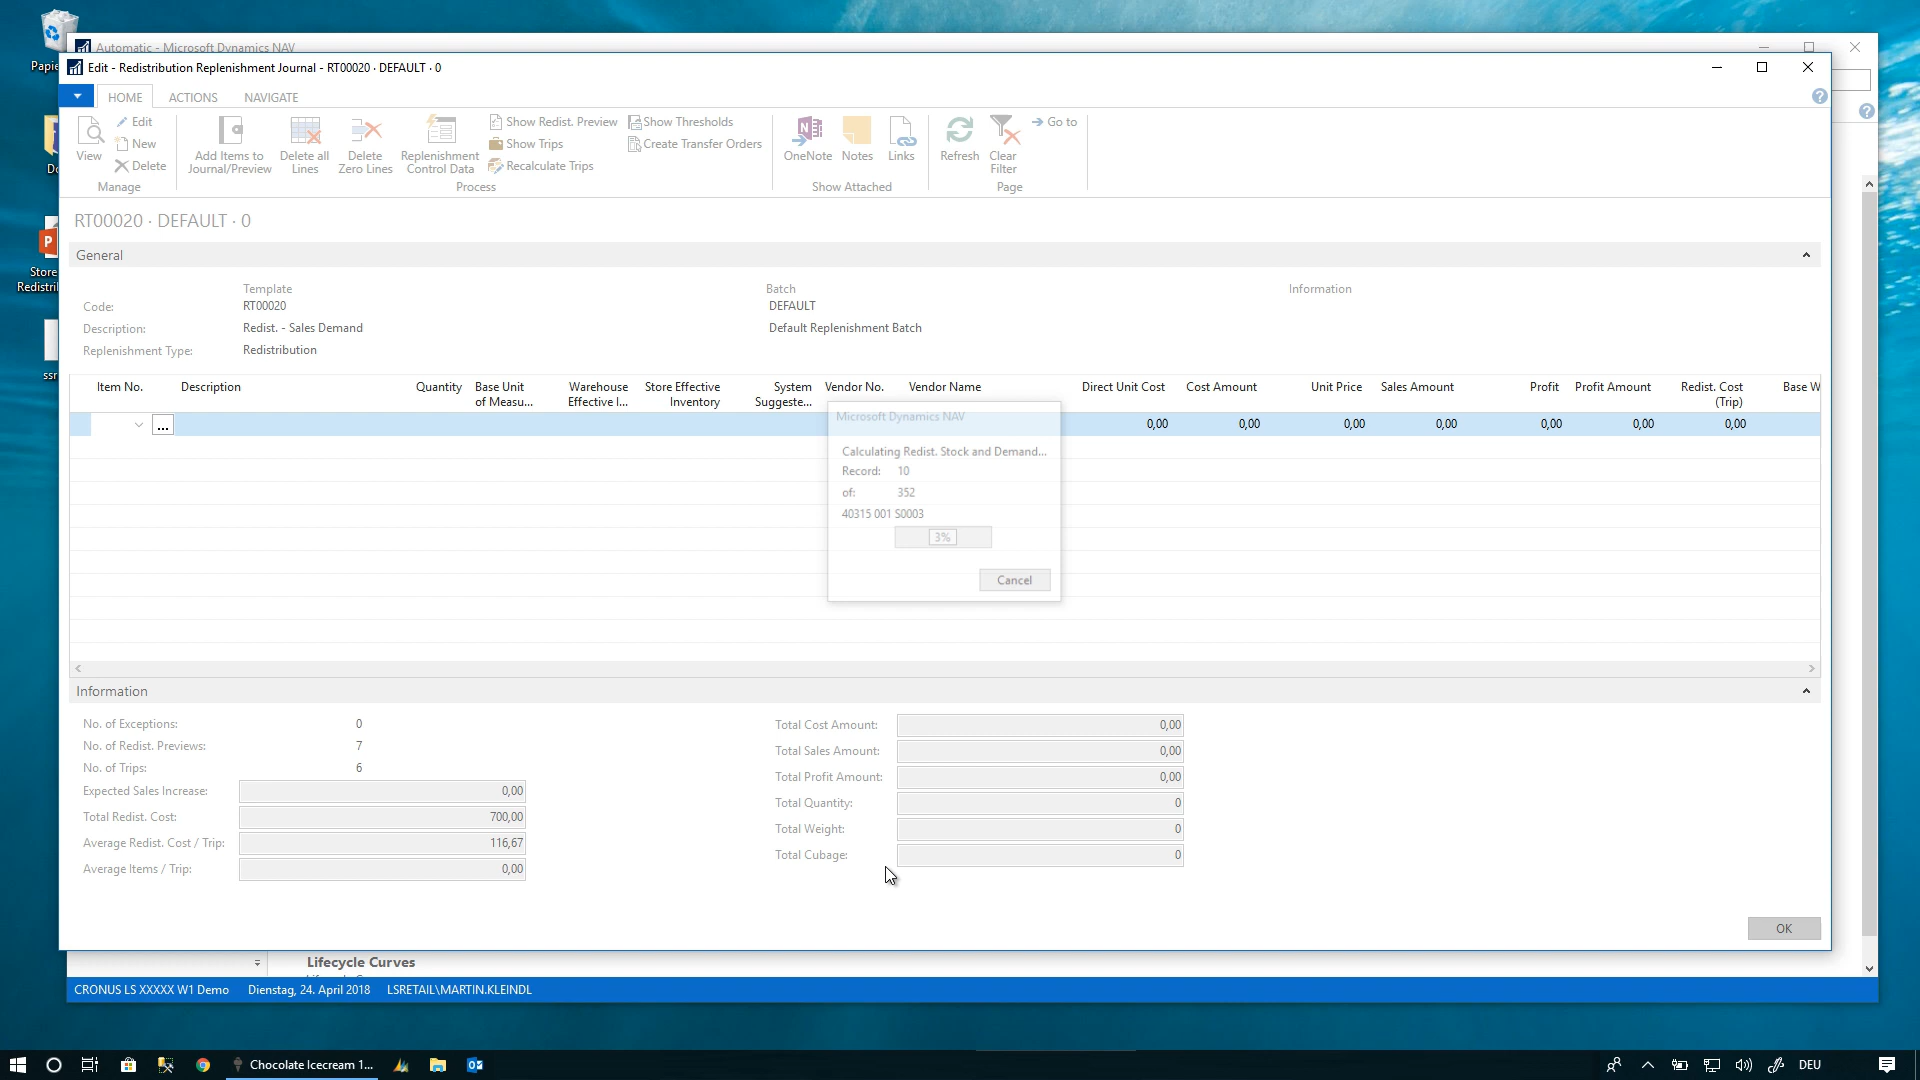 Papie
Automatic - Microsoft Dynamics NAV
Edit - Redistribution Replenishment Journal - RT00020 · DEFAULT · 0
HOME
ACTIONS
NAVIGATE
View
Edit
New
Delete
Manage
Add Items to
Journal/Preview
Delete all
Lines
Delete
Zero Lines
Replenishment
Control Data
Show Redist. Preview
Show Trips
Recalculate Trips
Show Thresholds
Create Transfer Orders
Process
OneNote
Notes
Links
Show Attached
Refresh
Clear
Filter
Go to
Page
Store
Redistril
ssr
RT00020 · DEFAULT · 0
General
Template
Batch
Information
Code:
RT00020
DEFAULT
Description:
Redist. - Sales Demand
Default Replenishment Batch
Replenishment Type:
Redistribution
Item No.
Description
Quantity
Base Unit
of Measu...
Warehouse
Effective I...
Store Effective
Inventory
System
Suggeste...
Vendor No.
Vendor Name
Direct Unit Cost
Cost Amount
Unit Price
Sales Amount
Profit
Profit Amount
Redist. Cost
(Trip)
Base W
...
0,00
0,00
0,00
0,00
0,00
0,00
0,00
Microsoft Dynamics NAV
Calculating Redist. Stock and Demand...
Record: 10
of: 352
40315 001 S0003
3%
Cancel
Information
No. of Exceptions: 0
No. of Redist. Previews: 7
No. of Trips: 6
Expected Sales Increase: 0,00
Total Redist. Cost: 700,00
Average Redist. Cost / Trip: 116,67
Average Items / Trip: 0,00
Total Cost Amount: 0,00
Total Sales Amount: 0,00
Total Profit Amount: 0,00
Total Quantity: 0
Total Weight: 0
Total Cubage: 0
OK
Lifecycle Curves
CRONUS LS XXXXX W1 Demo
Dienstag, 24. April 2018
LSRETAIL\MARTIN.KLEINDL
Chocolate Icecream 1...
DEU